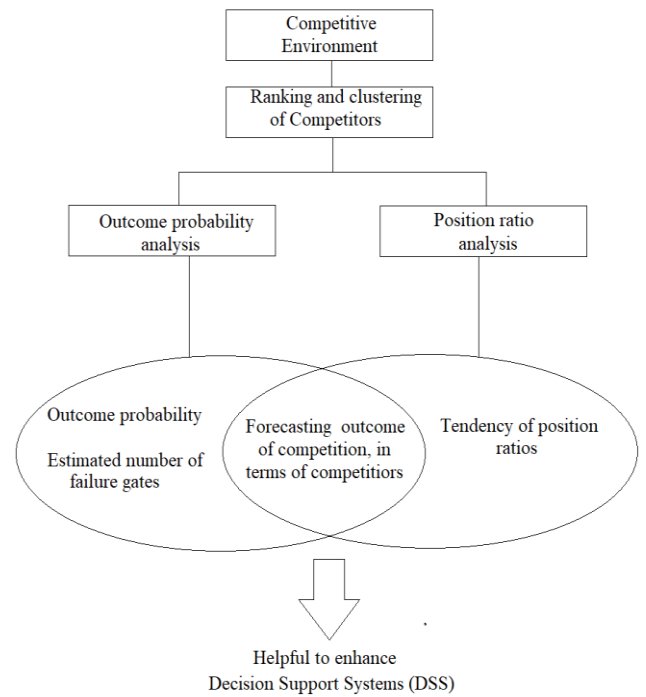 Competitive
Environment
Ranking and clustering
of Competitors
Outcome probability
analysis
Position ratio
analysis
Outcome probability
Estimated number of
failure gates
Forecasting outcome
of competition, in
terms of competitiors
Tendency of position
ratios
Helpful to enhance
Decision Support Systems (DSS)